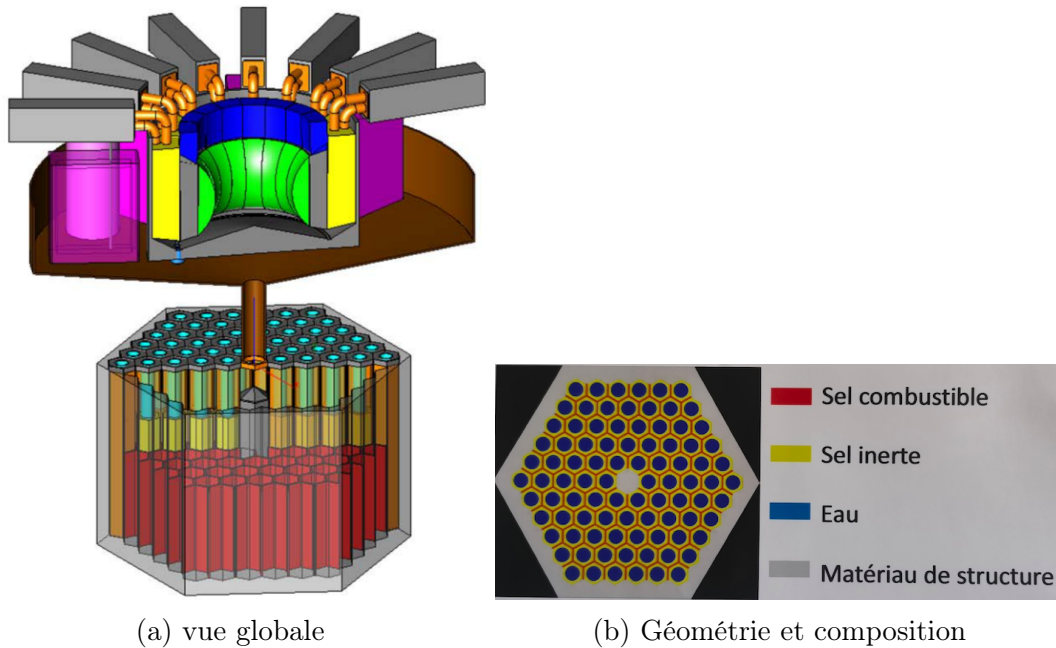 Sel combustible
Sel inerte
Eau
Matériau de structure
(a) vue globale
(b) Géométrie et composition